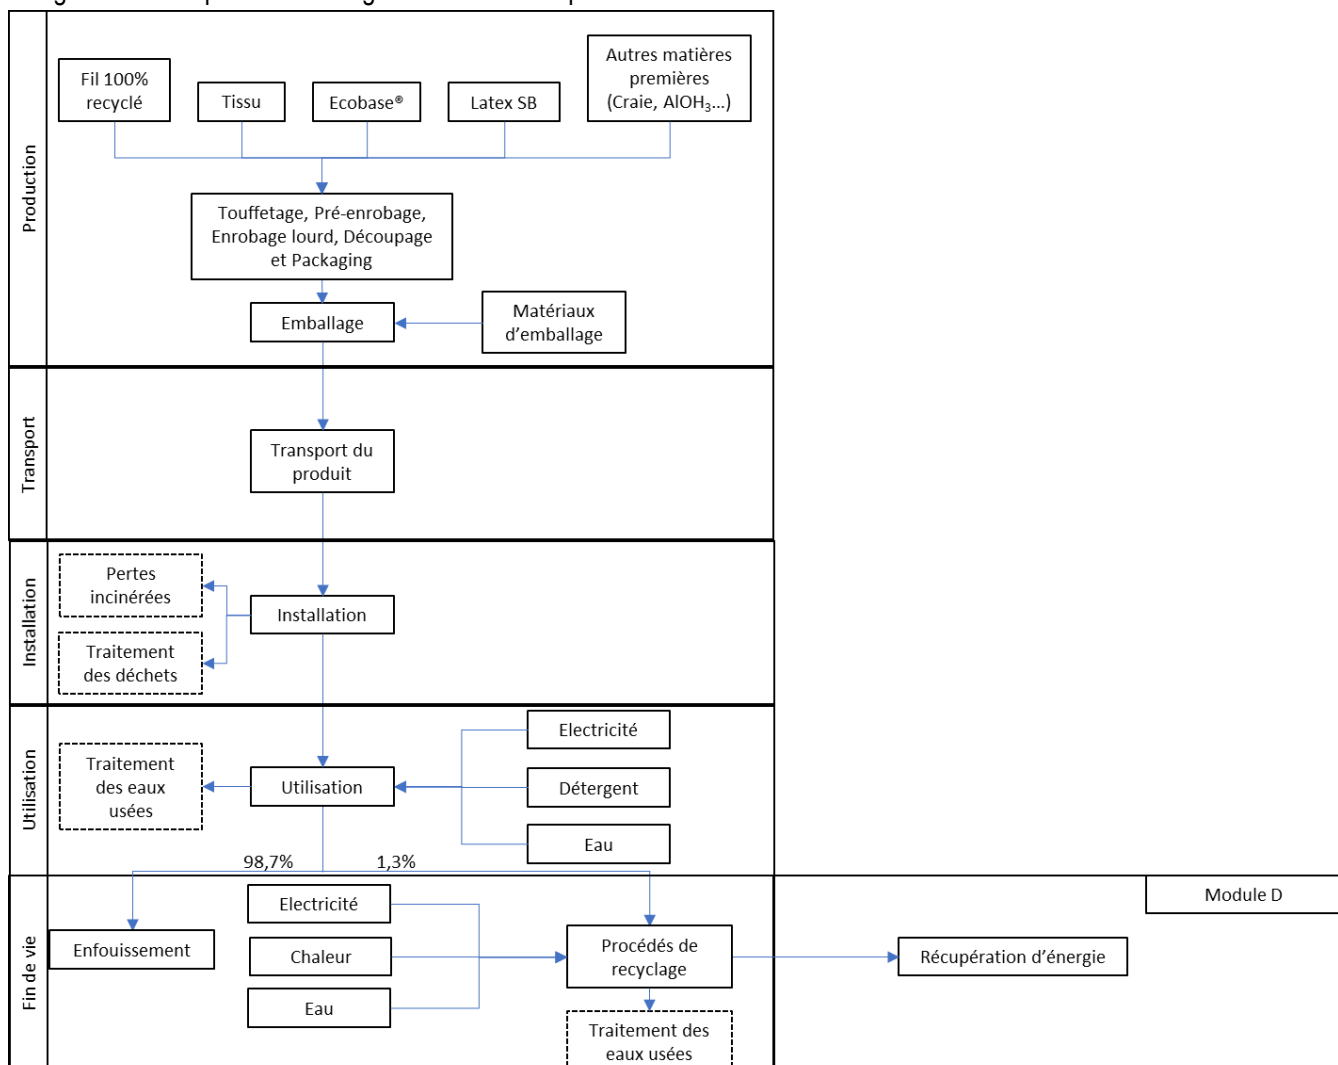 Production
Fil 100%
recyclé
Tissu
Ecobase®
Latex SB
Autres matières
premières
(Craie, AlOH₃…)
Touffetage, Pré-enrobage,
Enrobage lourd, Découpage
et Packaging
Emballage
Matériaux
d’emballage
Transport
Transport du
produit
Installation
Pertes
incinérées
Installation
Traitement
des déchets
Utilisation
Traitement
des eaux
usées
Utilisation
Electricité
Détergent
Eau
98,7%
1,3%
Fin de vie
Enfouissement
Electricité
Chaleur
Eau
Procédés de
recyclage
Traitement des
eaux usées
Module D
Récupération d’énergie